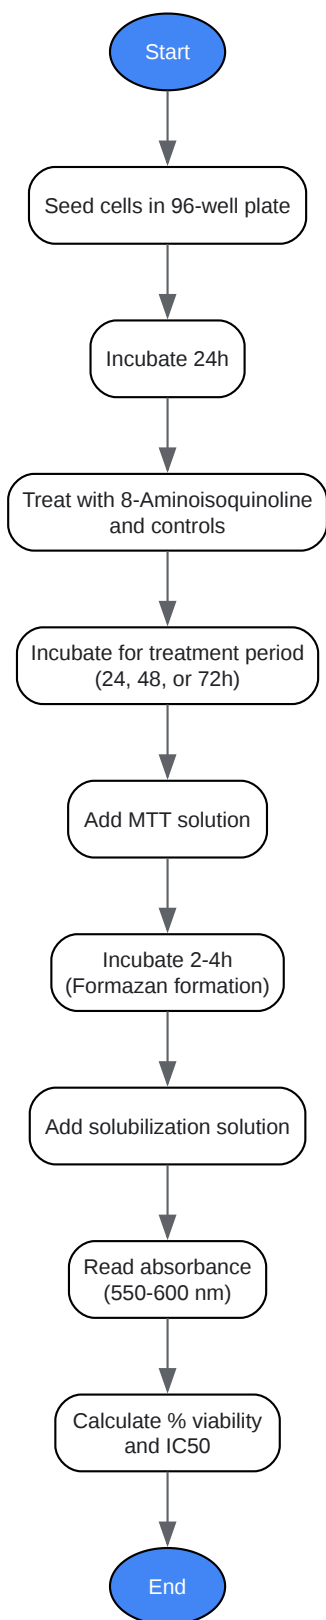 Start
Seed cells in 96-well plate
Incubate 24h
Treat with 8-Aminoisoquinoline
and controls
Incubate for treatment period
(24, 48, or 72h)
Add MTT solution
Incubate 2-4h
(Formazan formation)
Add solubilization solution
Read absorbance
(550-600 nm)
Calculate % viability
and IC50
End